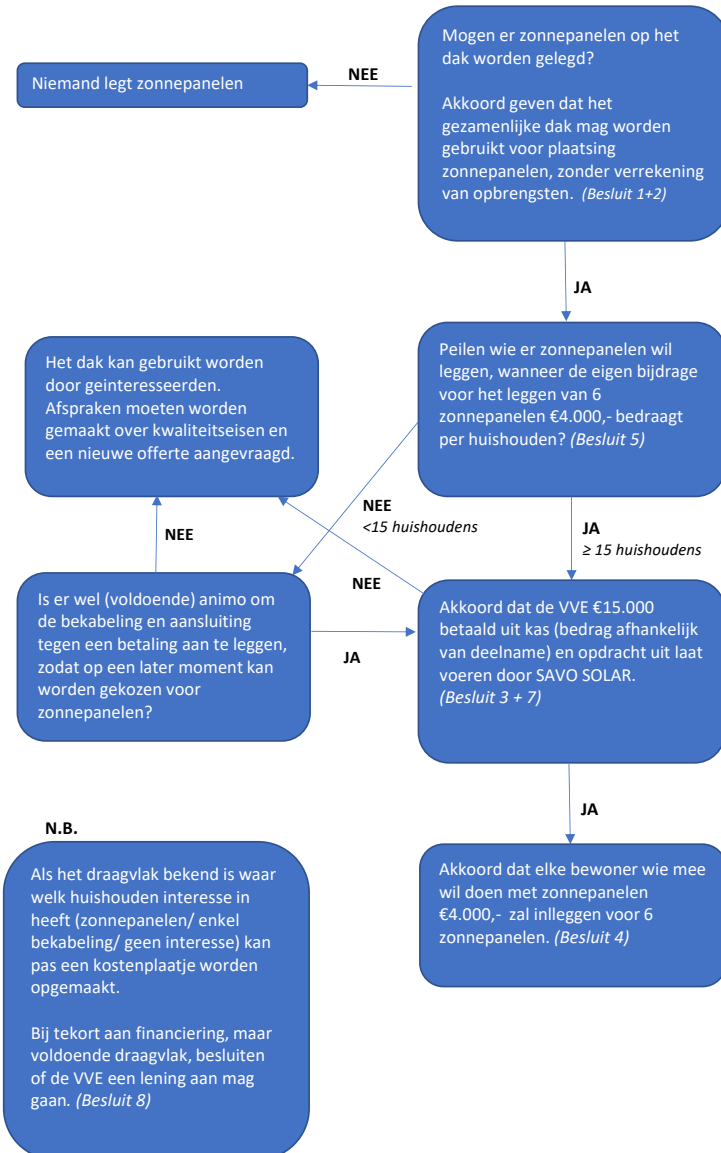 Mogen er zonnepanelen op het
dak worden gelegd?
Akkoord geven dat het
gezamenlijke dak mag worden
gebruikt voor plaatsing
zonnepanelen, zonder verrekening
van opbrengsten. (Besluit 1+2)
NEE
Niemand legt zonnepanelen
JA
Peilen wie er zonnepanelen wil
leggen, wanneer de eigen bijdrage
voor het leggen van 6
zonnepanelen €4.000,- bedraagt
per huishouden? (Besluit 5)
Het dak kan gebruikt worden
door geinteresseerden.
Afspraken moeten worden
gemaakt over kwaliteitseisen en
een nieuwe offerte aangevraagd.
NEE
<15 huishoudens
JA
≥ 15 huishoudens
NEE
NEE
Is er wel (voldoende) animo om
de bekabeling en aansluiting
tegen een betaling aan te leggen,
zodat op een later moment kan
worden gekozen voor
zonnepanelen?
JA
Akkoord dat de VVE €15.000
betaald uit kas (bedrag afhankelijk
van deelname) en opdracht uit laat
voeren door SAVO SOLAR.
(Besluit 3 + 7)
JA
Akkoord dat elke bewoner wie mee
wil doen met zonnepanelen
€4.000,- zal inlleggen voor 6
zonnepanelen. (Besluit 4)
N.B.
Als het draagvlak bekend is waar
welk huishouden interesse in
heeft (zonnepanelen/ enkel
bekabeling/ geen interesse) kan
pas een kostenplaatje worden
opgemaakt.
Bij tekort aan financiering, maar
voldoende draagvlak, besluiten
of de VVE een lening aan mag
gaan. (Besluit 8)